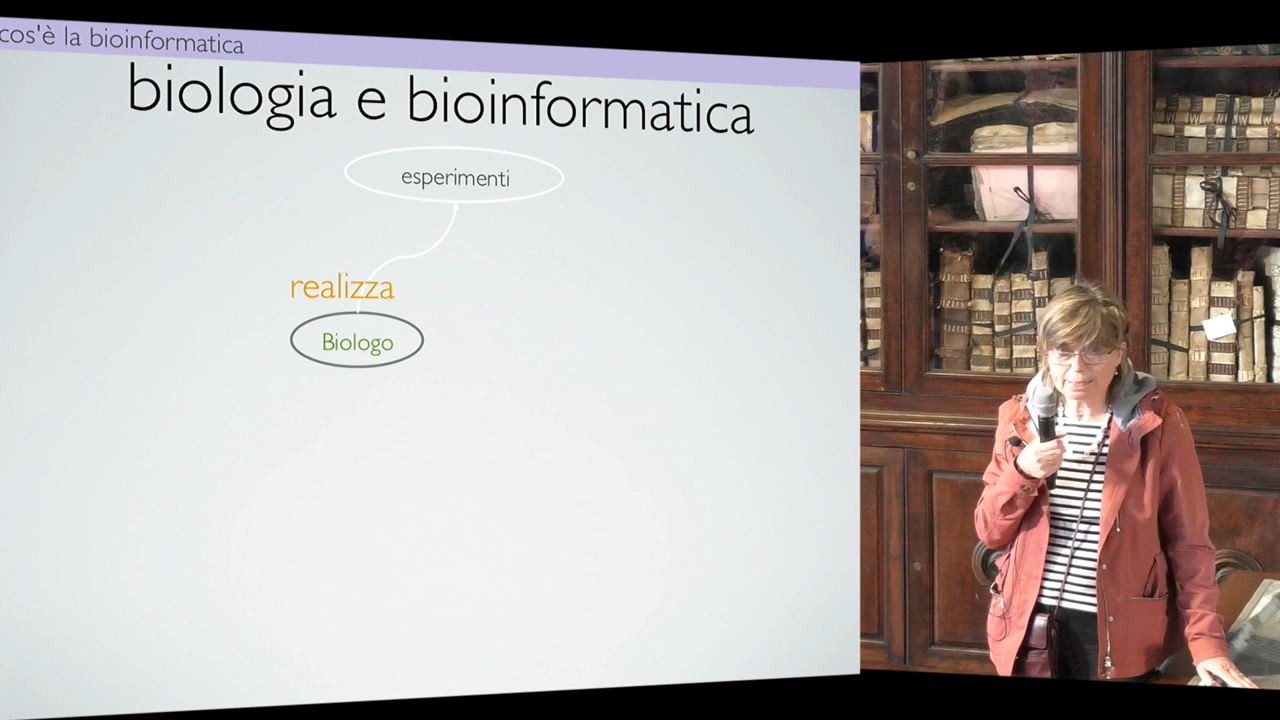 cos'è la bioinformatica
biologia e bioinformatica
esperimenti
realizza
Biologo